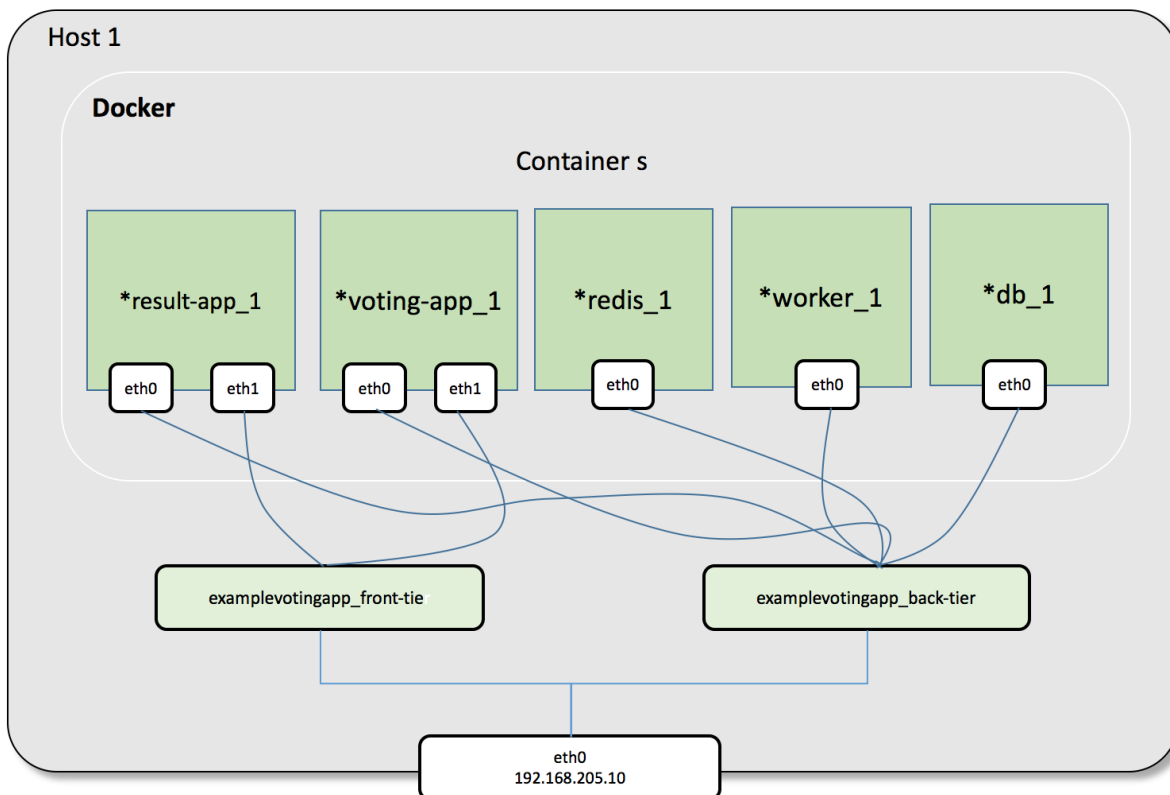 Host 1
Docker
Container s
*result-app_1
*voting-app_1
*redis_1
*worker_1
*db_1
eth0
eth1
eth0
eth1
eth0
eth0
eth0
examplevotingapp_front-tier
examplevotingapp_back-tier
eth0
192.168.205.10